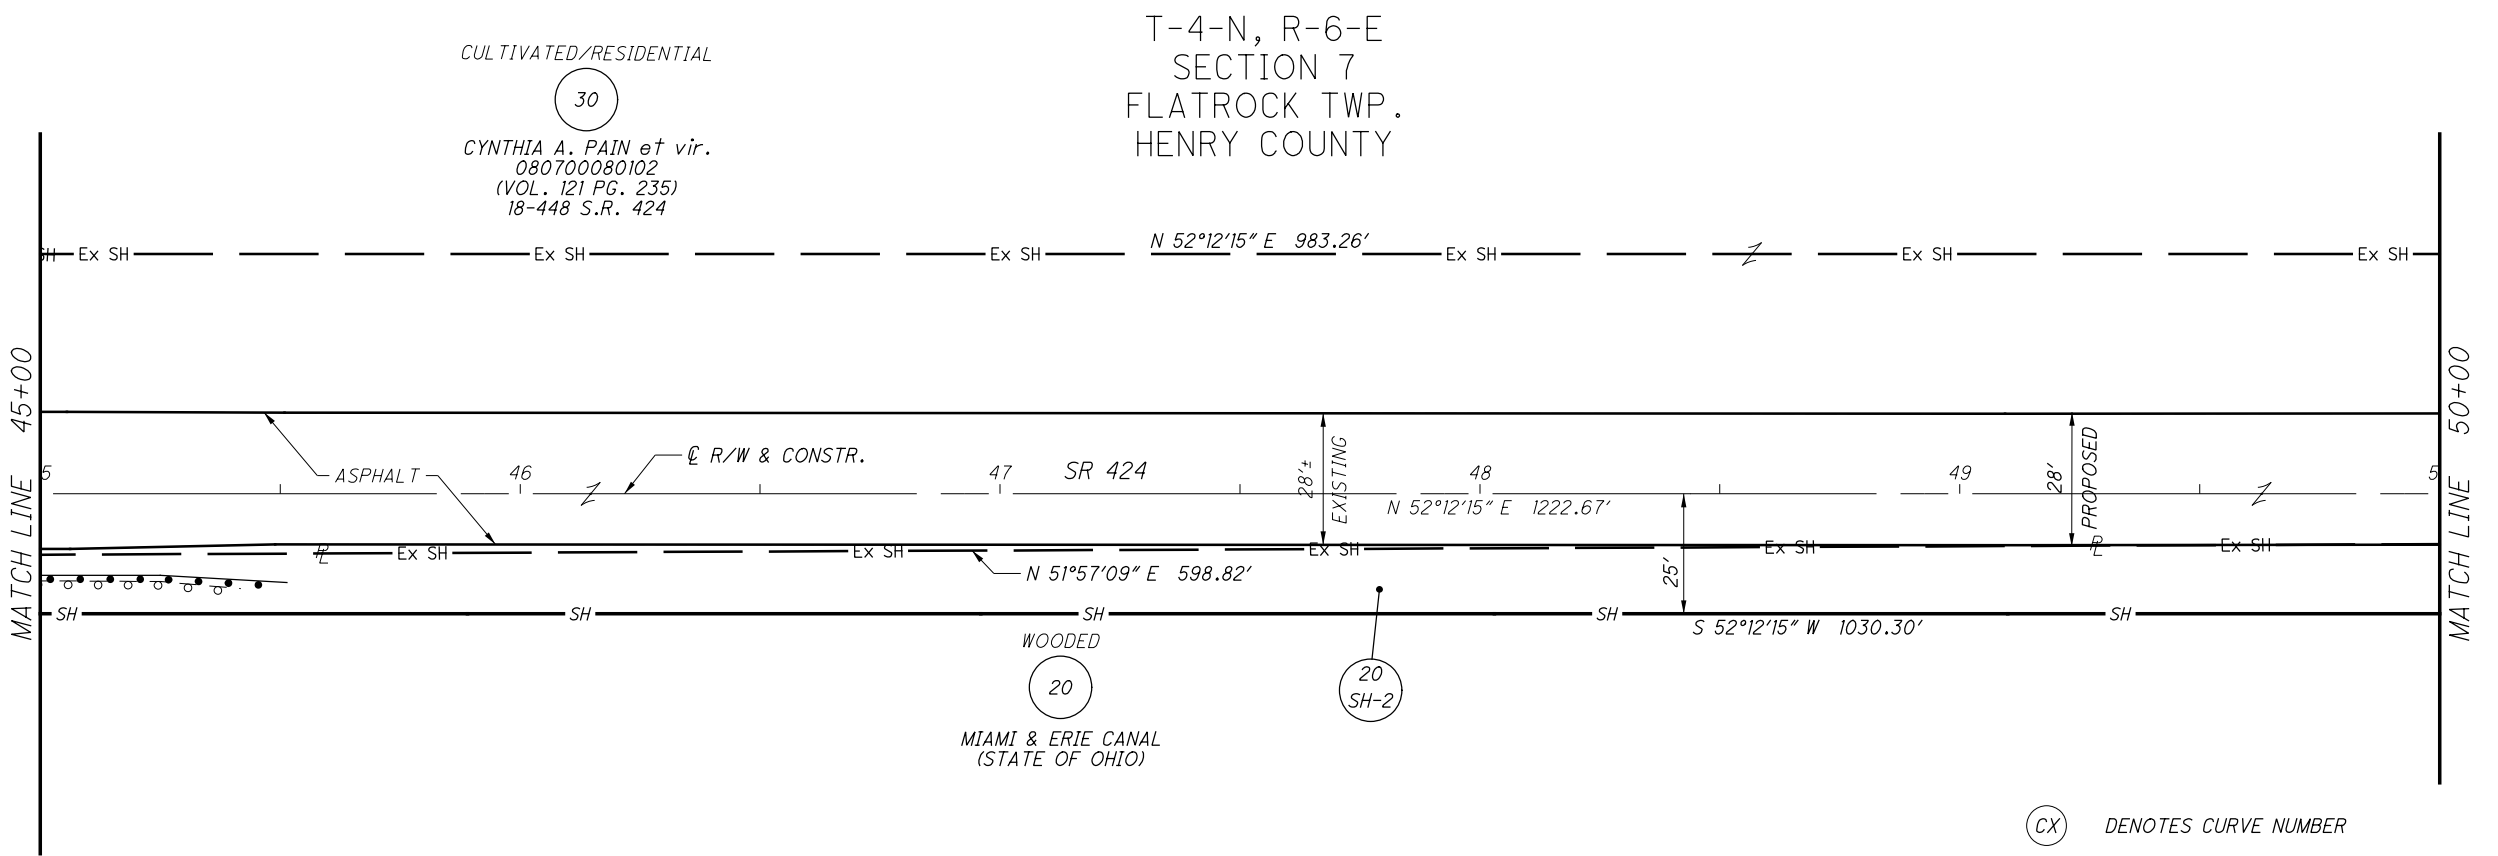 T-4-N, R-6-E
SECTION 7
FLATROCK TWP.
HENRY COUNTY
CULTIVATED/RESIDENTIAL
30
CYNTHIA A. PAIN et vir.
080700080102
(VOL. 121 PG. 235)
18-448 S.R. 424
N 52°12'15" E 983.26'
SH Ex SH Ex SH Ex SH Ex SH Ex SH Ex SH
MATCH LINE 45+00
MATCH LINE 50+00
℄ R/W & CONSTR.
ASPHALT
SR 424
5 46 47 48 49 5
28'±
EXISTING
28'
PROPOSED
N 52°12'15" E 1222.67'
℄ Ex SH Ex SH Ex SH Ex SH ℄ Ex SH
N 51°57'09" E 598.82'
25'
SH SH SH SH SH
S 52°12'15" W 1030.30'
WOODED
20
MIAMI & ERIE CANAL
(STATE OF OHIO)
20
SH-2
CX DENOTES CURVE NUMBER